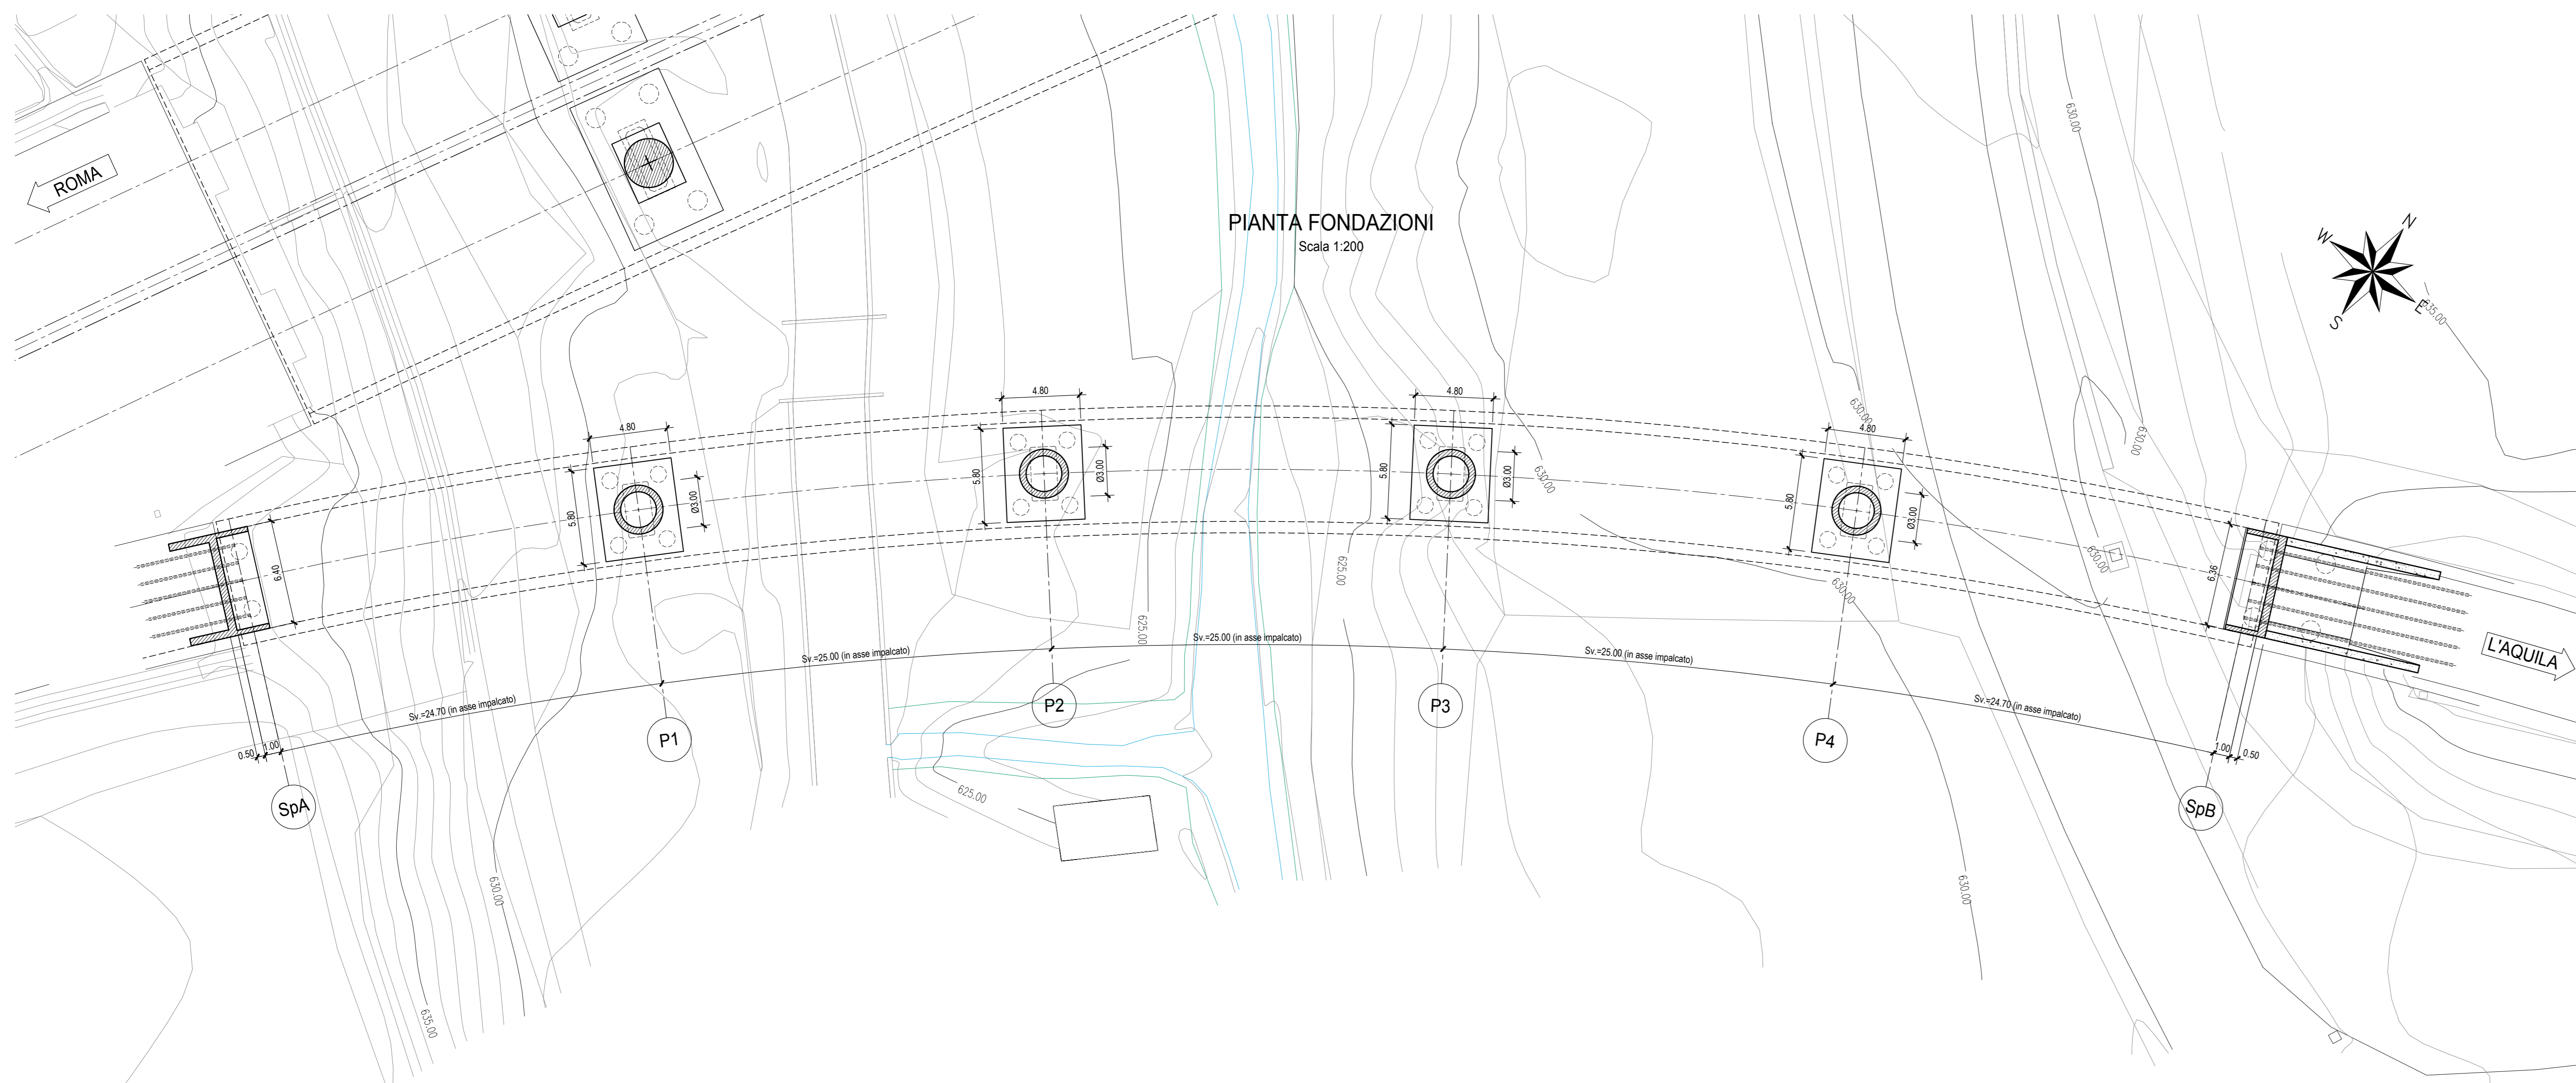 PIANTA FONDAZIONI
Scala 1:200
ROMA
L'AQUILA
N
W
E
S
630.00
635.00
4.80
4.80
4.80
4.80
5.80
5.80
5.80
5.80
Ø3.00
Ø3.00
Ø3.00
Ø3.00
630.00
630.00
630.00
630.00
630.00
6.40
6.36
625.00
625.00
Sv.=24.70 (in asse impalcato)
Sv.=25.00 (in asse impalcato)
Sv.=25.00 (in asse impalcato)
Sv.=25.00 (in asse impalcato)
Sv.=24.70 (in asse impalcato)
0.50
1.00
1.00
0.50
SpA
P1
P2
P3
P4
SpB
625.00
630.00
630.00
635.00